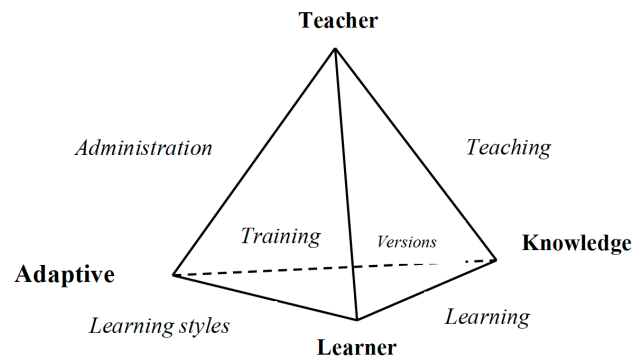 Teacher
Administration
Teaching
Training
Versions
Knowledge
Adaptive
Learning styles
Learning
Learner